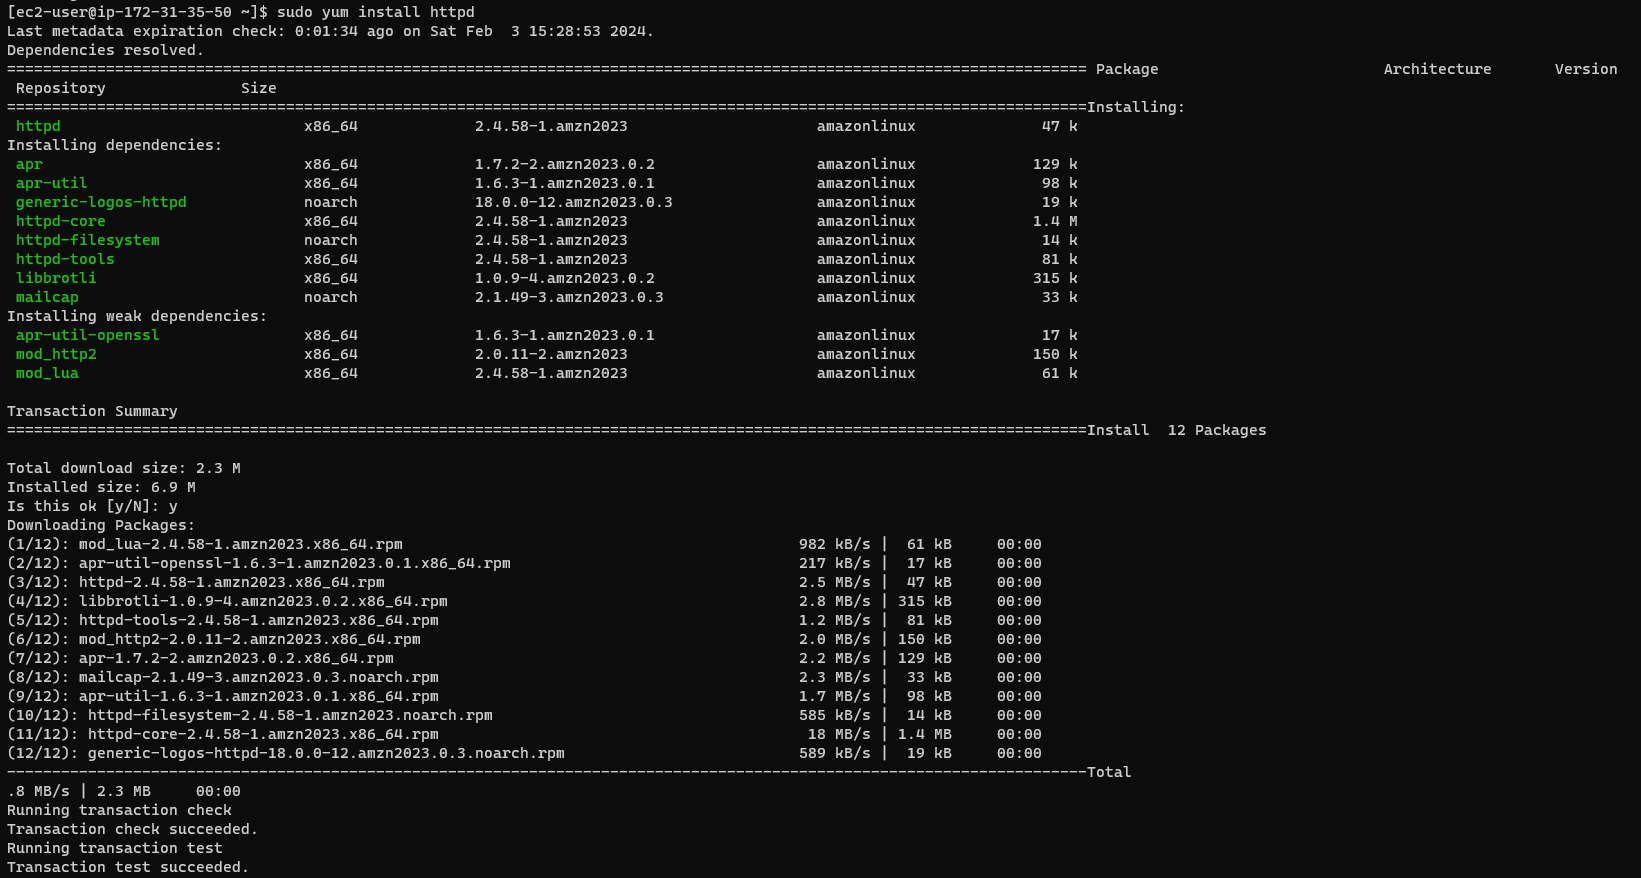 [ec2-user@ip-172-31-35-50 ~]$ sudo yum install httpd
Last metadata expiration check: 0:01:34 ago on Sat Feb  3 15:28:53 2024.
Dependencies resolved.
======================================================================================================================== Package                         Architecture       Version
 Repository               Size
========================================================================================================================Installing:
 httpd                           x86_64             2.4.58-1.amzn2023                     amazonlinux              47 k
Installing dependencies:
 apr                             x86_64             1.7.2-2.amzn2023.0.2                  amazonlinux             129 k
 apr-util                        x86_64             1.6.3-1.amzn2023.0.1                  amazonlinux              98 k
 generic-logos-httpd             noarch             18.0.0-12.amzn2023.0.3                amazonlinux              19 k
 httpd-core                      x86_64             2.4.58-1.amzn2023                     amazonlinux             1.4 M
 httpd-filesystem                noarch             2.4.58-1.amzn2023                     amazonlinux              14 k
 httpd-tools                     x86_64             2.4.58-1.amzn2023                     amazonlinux              81 k
 libbrotli                       x86_64             1.0.9-4.amzn2023.0.2                  amazonlinux             315 k
 mailcap                         noarch             2.1.49-3.amzn2023.0.3                 amazonlinux              33 k
Installing weak dependencies:
 apr-util-openssl                x86_64             1.6.3-1.amzn2023.0.1                  amazonlinux              17 k
 mod_http2                       x86_64             2.0.11-2.amzn2023                     amazonlinux             150 k
 mod_lua                         x86_64             2.4.58-1.amzn2023                     amazonlinux              61 k
Transaction Summary
========================================================================================================================Install  12 Packages
Total download size: 2.3 M
Installed size: 6.9 M
Is this ok [y/N]: y
Downloading Packages:
(1/12): mod_lua-2.4.58-1.amzn2023.x86_64.rpm                                            982 kB/s |  61 kB     00:00
(2/12): apr-util-openssl-1.6.3-1.amzn2023.0.1.x86_64.rpm                                217 kB/s |  17 kB     00:00
(3/12): httpd-2.4.58-1.amzn2023.x86_64.rpm                                              2.5 MB/s |  47 kB     00:00
(4/12): libbrotli-1.0.9-4.amzn2023.0.2.x86_64.rpm                                       2.8 MB/s | 315 kB     00:00
(5/12): httpd-tools-2.4.58-1.amzn2023.x86_64.rpm                                        1.2 MB/s |  81 kB     00:00
(6/12): mod_http2-2.0.11-2.amzn2023.x86_64.rpm                                          2.0 MB/s | 150 kB     00:00
(7/12): apr-1.7.2-2.amzn2023.0.2.x86_64.rpm                                             2.2 MB/s | 129 kB     00:00
(8/12): mailcap-2.1.49-3.amzn2023.0.3.noarch.rpm                                        2.3 MB/s |  33 kB     00:00
(9/12): apr-util-1.6.3-1.amzn2023.0.1.x86_64.rpm                                        1.7 MB/s |  98 kB     00:00
(10/12): httpd-filesystem-2.4.58-1.amzn2023.noarch.rpm                                  585 kB/s |  14 kB     00:00
(11/12): httpd-core-2.4.58-1.amzn2023.x86_64.rpm                                         18 MB/s | 1.4 MB     00:00
(12/12): generic-logos-httpd-18.0.0-12.amzn2023.0.3.noarch.rpm                          589 kB/s |  19 kB     00:00
------------------------------------------------------------------------------------------------------------------------Total
.8 MB/s | 2.3 MB     00:00
Running transaction check
Transaction check succeeded.
Running transaction test
Transaction test succeeded.